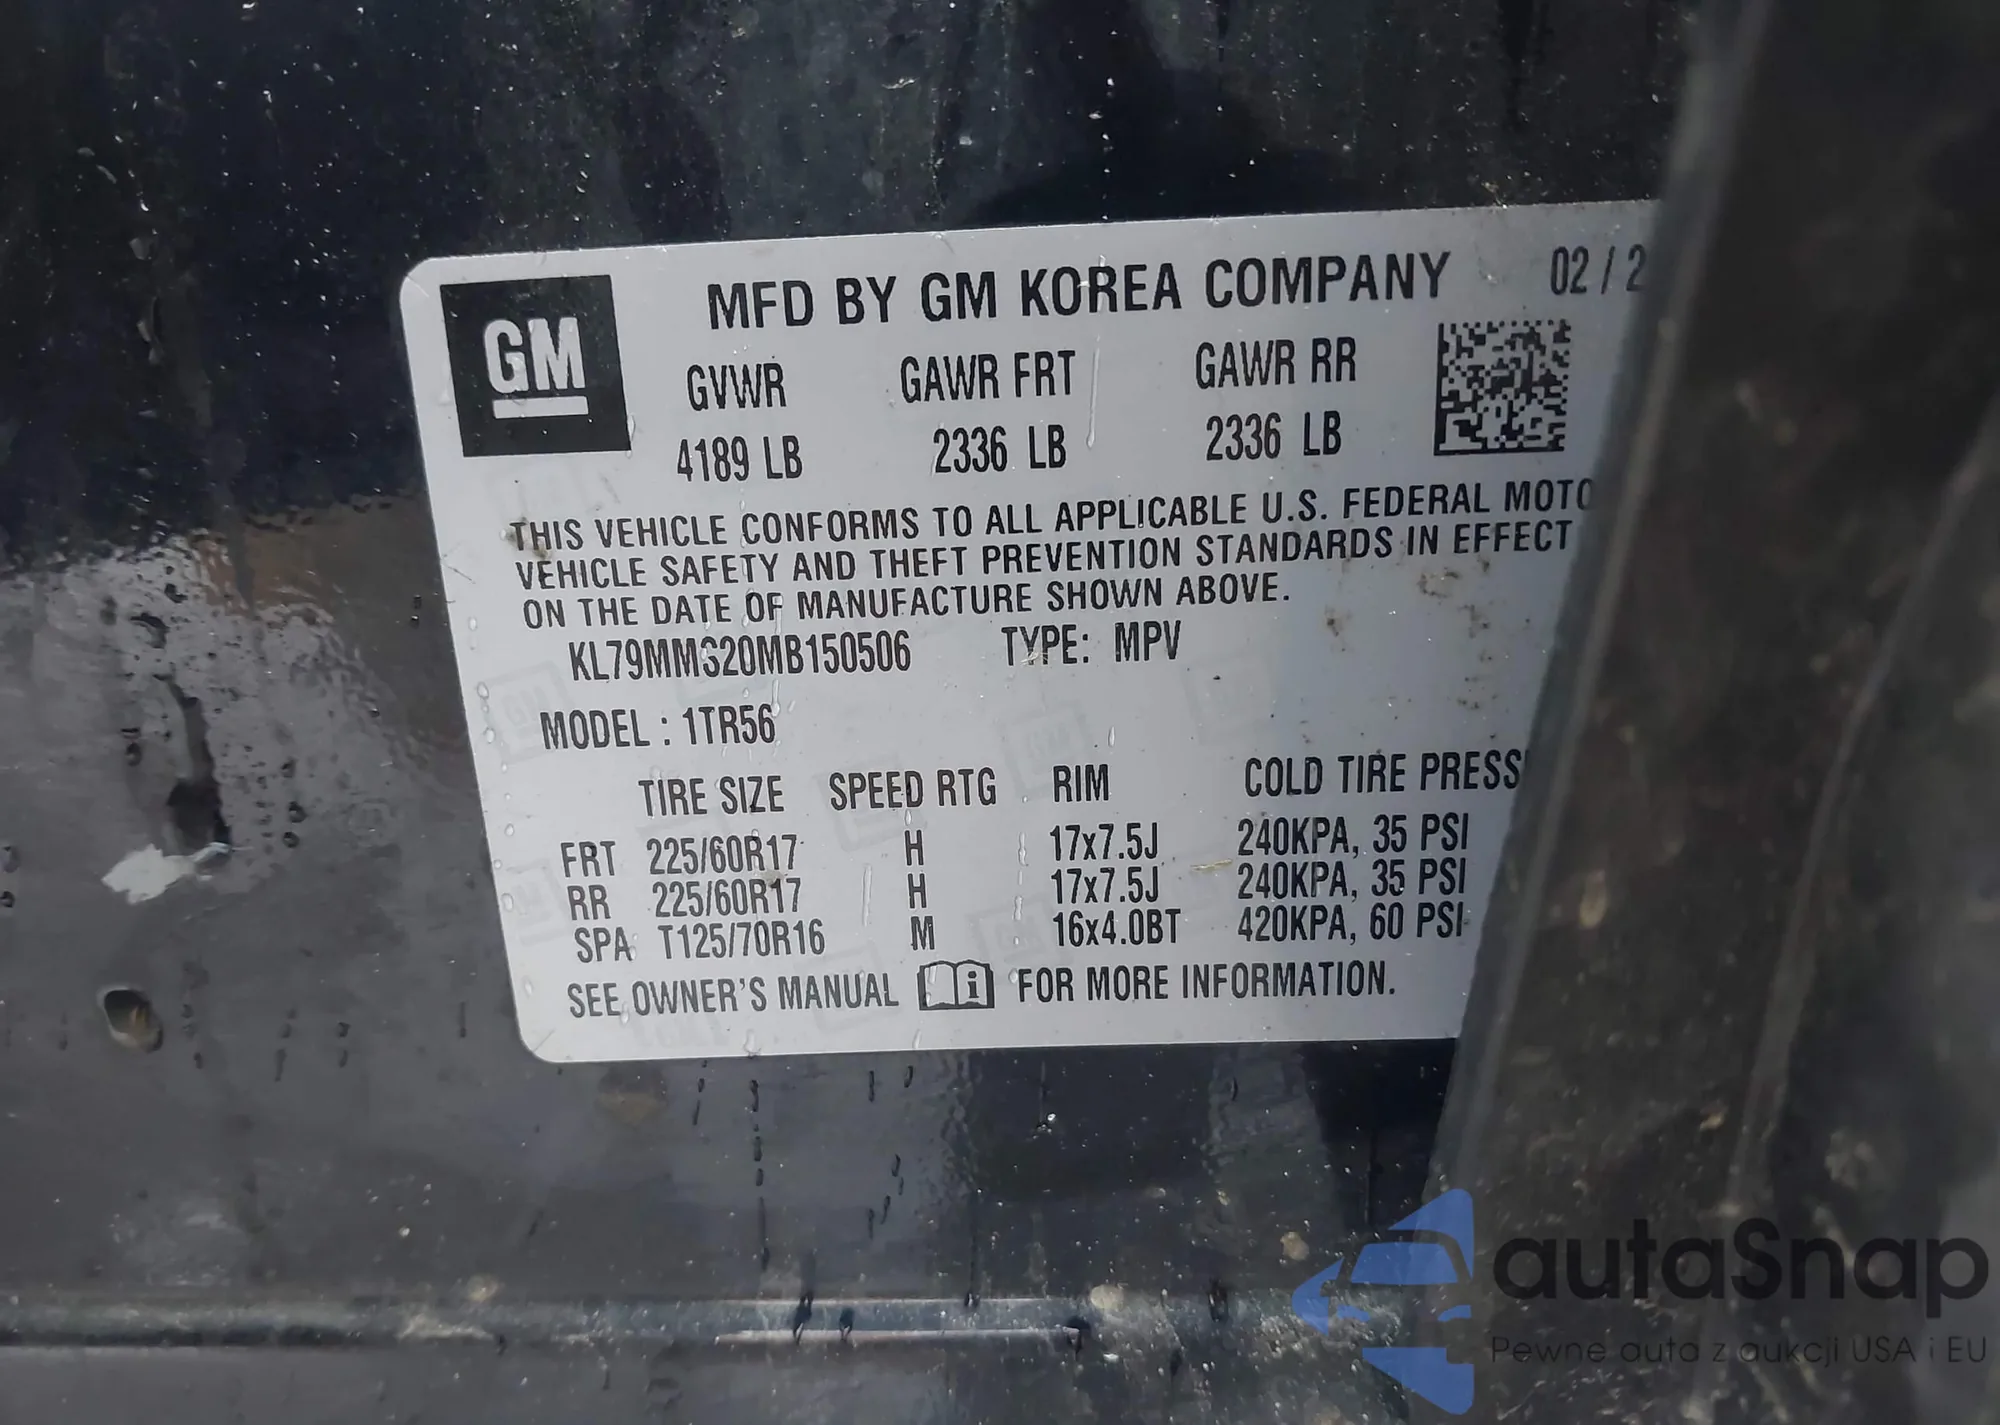 GM
MFD BY GM KOREA COMPANY 02 / 2
GVWR GAWR FRT GAWR RR
4189 LB 2336 LB 2336 LB
THIS VEHICLE CONFORMS TO ALL APPLICABLE U.S. FEDERAL MOTO
VEHICLE SAFETY AND THEFT PREVENTION STANDARDS IN EFFECT
ON THE DATE OF MANUFACTURE SHOWN ABOVE.
KL79MMS20MB150506 TYPE: MPV
MODEL : 1TR56
TIRE SIZE SPEED RTG RIM COLD TIRE PRESS
FRT 225/60R17 H 17x7.5J 240KPA, 35 PSI
RR 225/60R17 H 17x7.5J 240KPA, 35 PSI
SPA T125/70R16 M 16x4.0BT 420KPA, 60 PSI
SEE OWNER'S MANUAL i FOR MORE INFORMATION.
autaSnap
Pewne auta z aukcji USA i EU